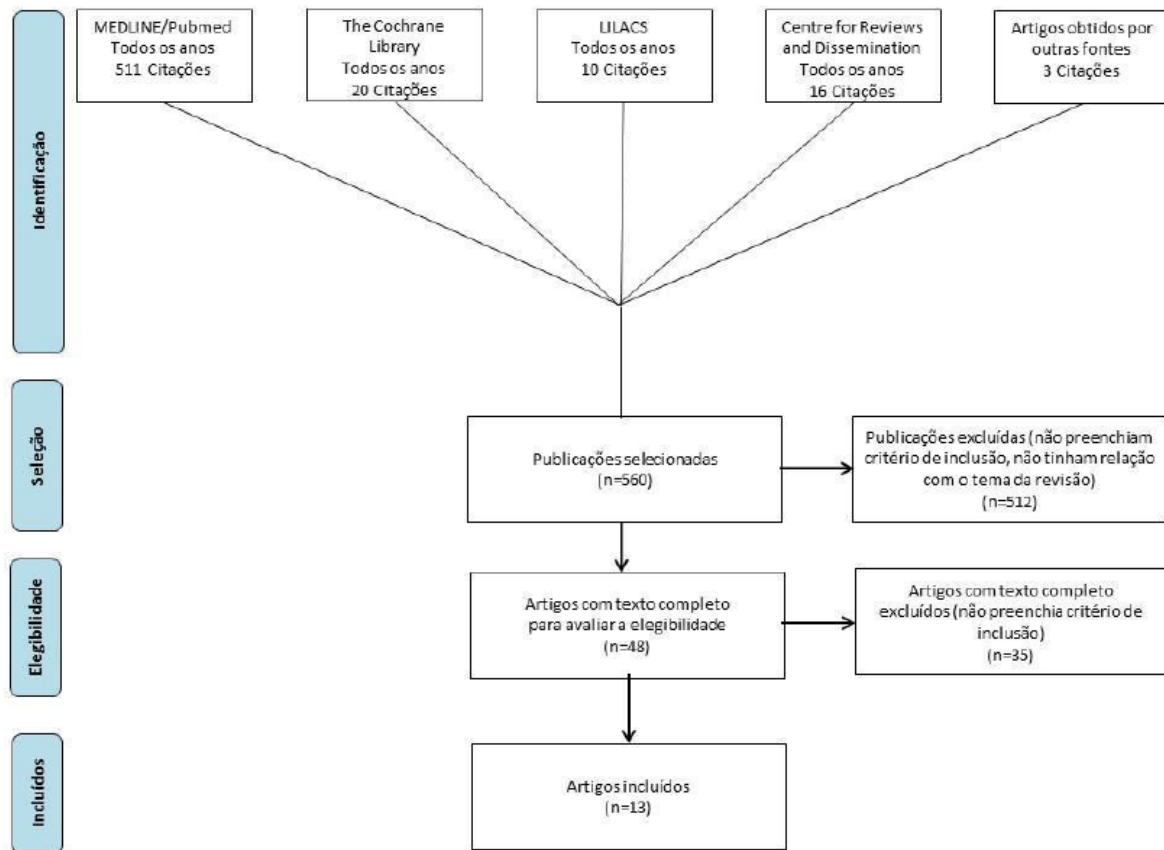 MEDLINE/Pubmed
Todos os anos
511 Citações
The Cochrane
Library
Todos os anos
20 Citações
LILACS
Todos os anos
10 Citações
Centre for Reviews
and Dissemination
Todos os anos
16 Citações
Artigos obtidos por
outras fontes
3 Citações
Identificação
Seleção
Publicações selecionadas
(n=560)
Publicações excluídas (não preenchiam
critério de inclusão, não tinham relação
com o tema da revisão)
(n=512)
Elegibilidade
Artigos com texto completo
para avaliar a elegibilidade
(n=48)
Artigos com texto completo
excluídos (não preenchia critério de
inclusão)
(n=35)
Incluídos
Artigos incluídos
(n=13)